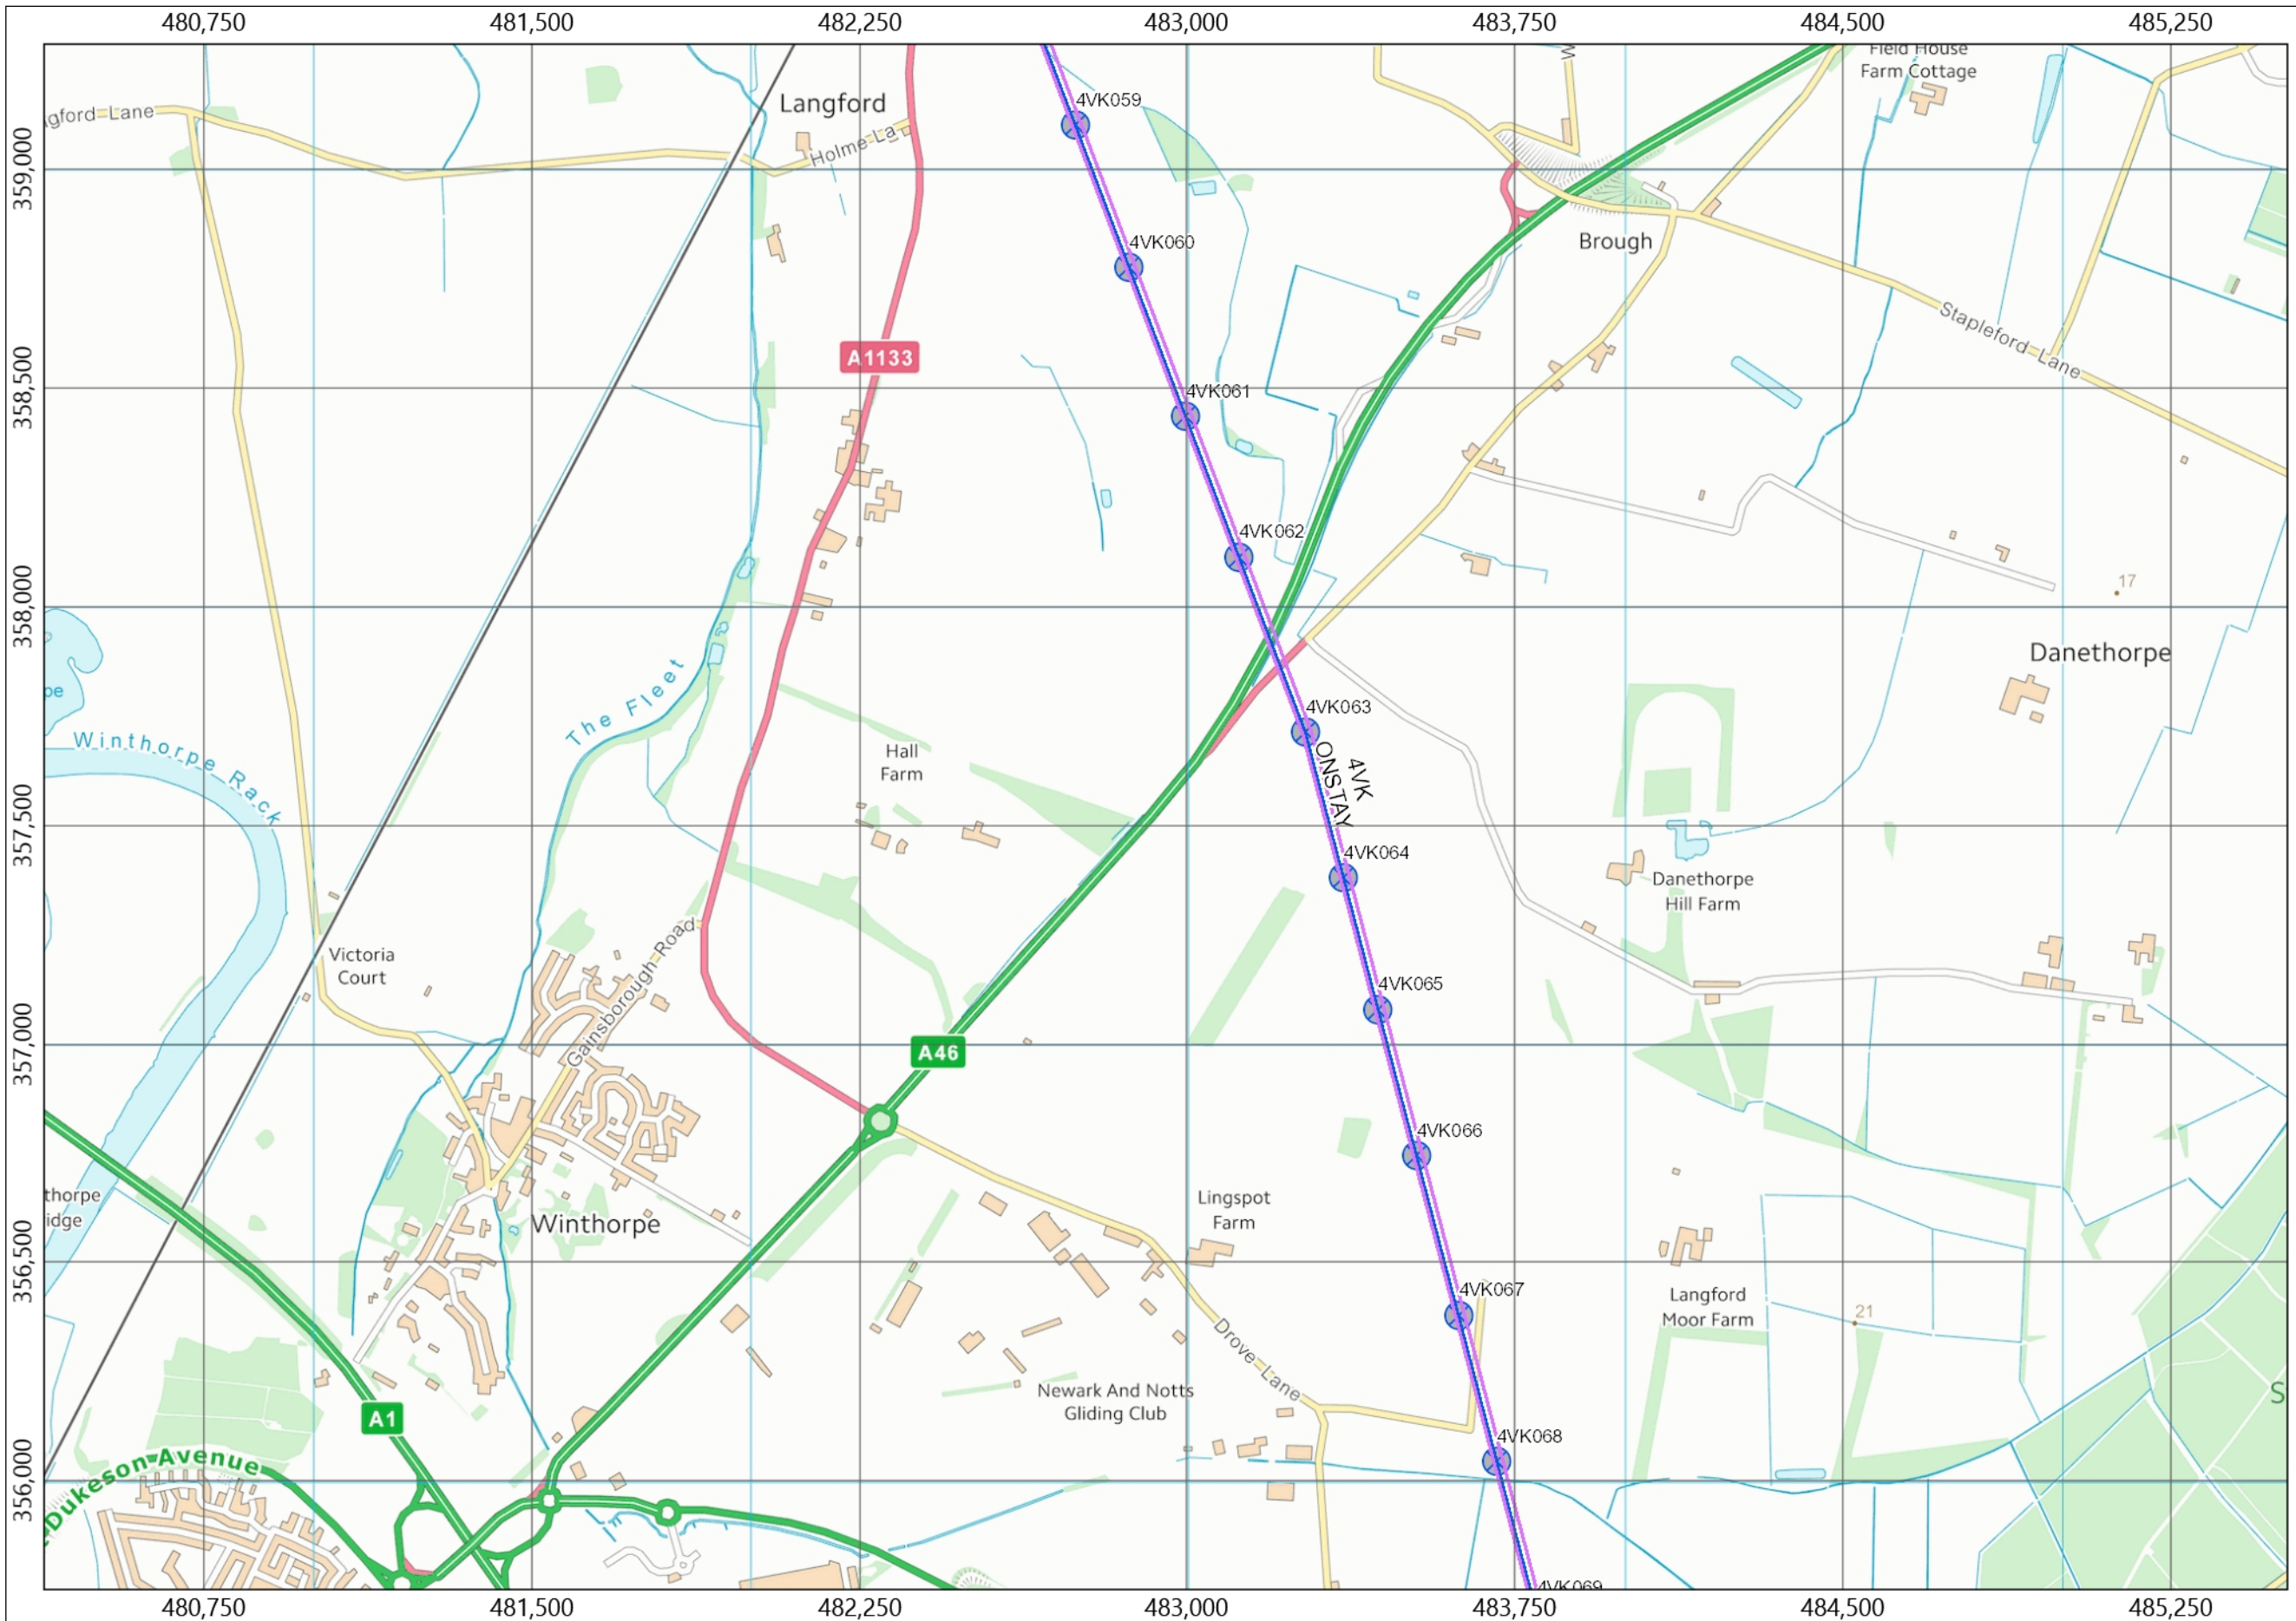 480,750 481,500 482,250 483,000 483,750 484,500 485,250
Field House
Farm Cottage
4VK059
Langford
gford Lane
Holme La
359,000
4VK060
Brough
Stapleford Lane
A1133
358,500
4VK061
4VK062
17
358,000
Danethorpe
The Fleet
4VK063
Winthorpe Rack
Hall
Farm
4VK
ONSTAY
357,500
4VK064
Danethorpe
Hill Farm
Gainsborough Road
Victoria
Court
4VK065
357,000
A46
4VK066
thorpe
idge
Lingspot
Farm
Winthorpe
356,500
4VK067
Langford
Moor Farm
21
Drove Lane
Newark And Notts
Gliding Club
S
A1
4VK068
Dukeson Avenue
356,000
4VK069
480,750 481,500 482,250 483,000 483,750 484,500 485,250